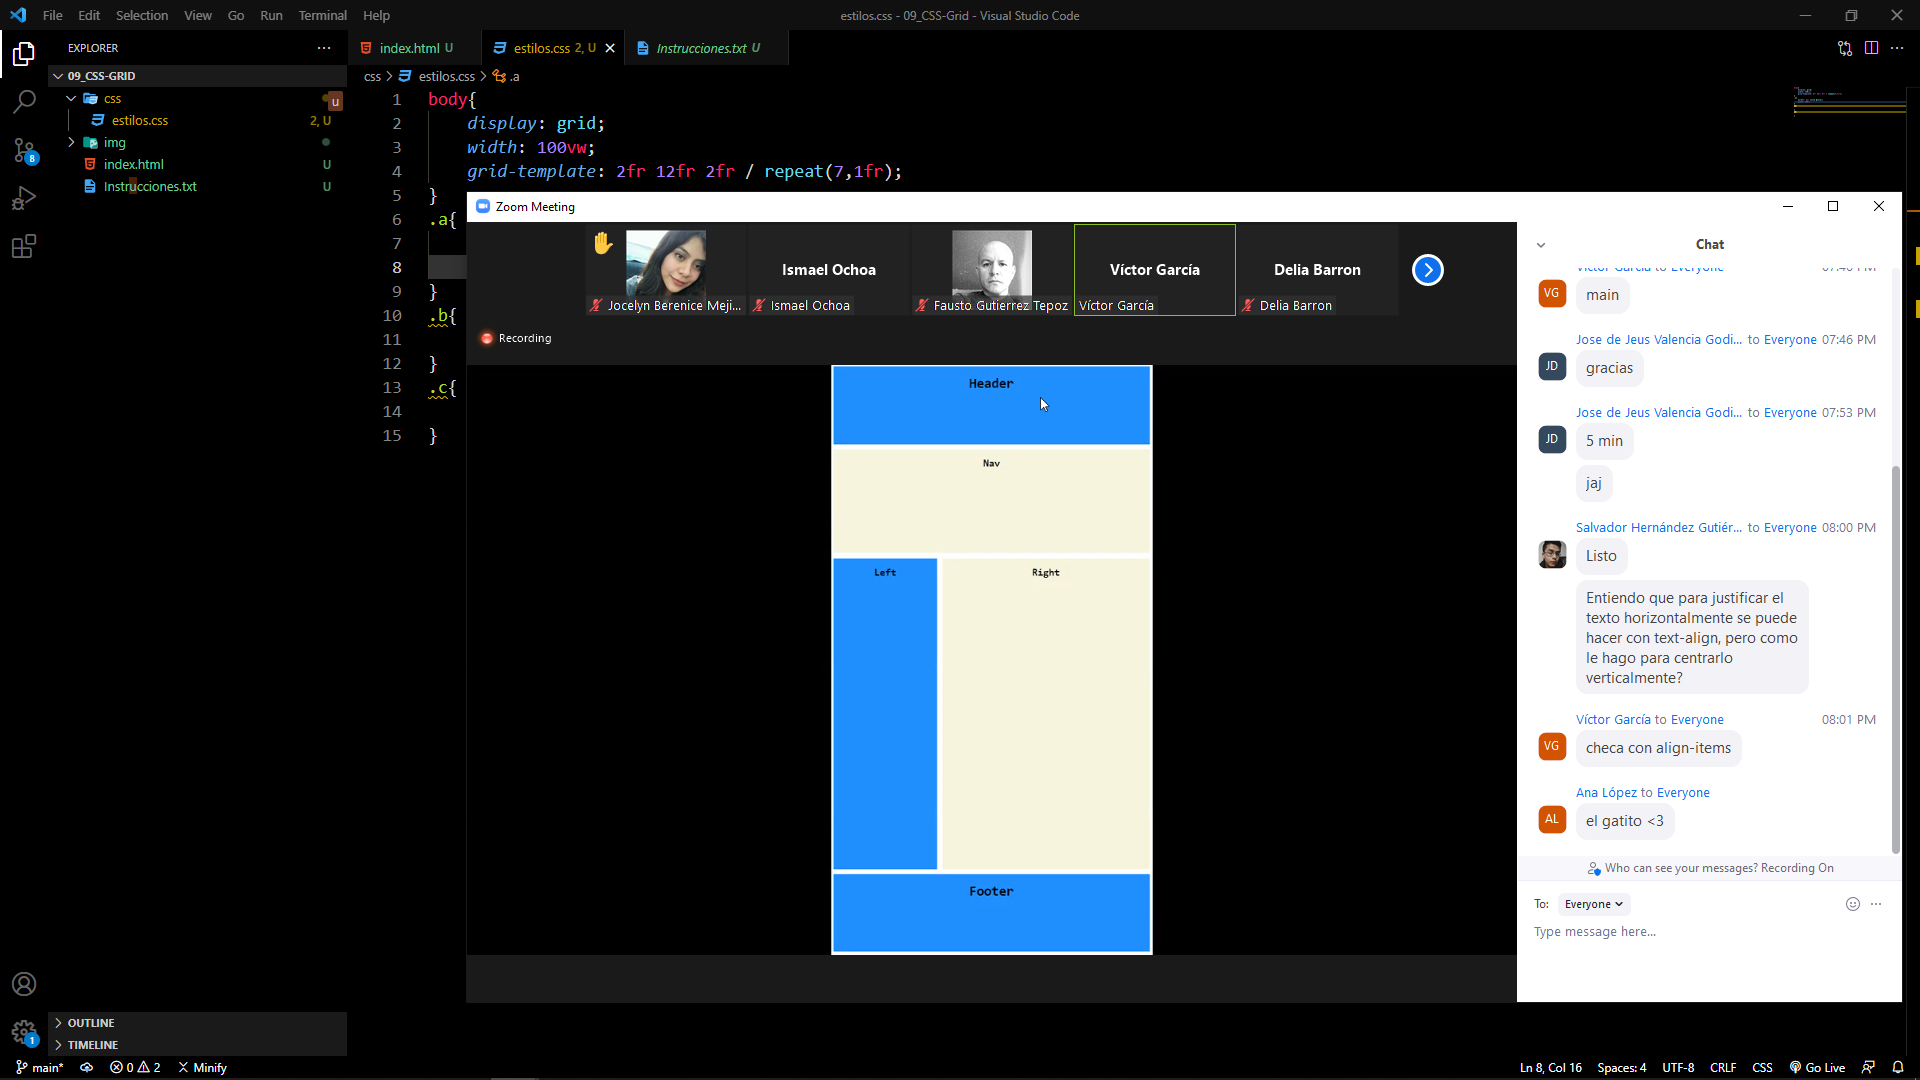 File Edit Selection View Go Run Terminal Help
estilos.css - 09_CSS-Grid - Visual Studio Code
EXPLORER
09_CSS-GRID
css
u
estilos.css 2, U
img
index.html U
Instrucciones.txt U
index.html U
estilos.css 2, U
Instrucciones.txt U
css > estilos.css > .a
1 body{
2 display: grid;
3 width: 100vw;
4 grid-template: 2fr 12fr 2fr / repeat(7,1fr);
5 }
6 .a{
7
8
9 }
10 .b{
11
12 }
13 .c{
14
15 }
Zoom Meeting
Ismael Ochoa
Víctor García
Delia Barron
Jocelyn Berenice Meji...
Ismael Ochoa
Fausto Gutierrez Tepoz
Víctor García
Delia Barron
Recording
Header
Nav
Left
Right
Footer
Chat
VG
main
Jose de Jeus Valencia Godi... to Everyone 07:46 PM
JD
gracias
Jose de Jeus Valencia Godi... to Everyone 07:53 PM
JD
5 min
jaj
Salvador Hernández Gutiér... to Everyone 08:00 PM
Listo
Entiendo que para justificar el
texto horizontalmente se puede
hacer con text-align, pero como
le hago para centrarlo
verticalmente?
Víctor García to Everyone 08:01 PM
VG
checa con align-items
Ana López to Everyone
AL
el gatito <3
Who can see your messages? Recording On
To: Everyone
Type message here...
8
1
OUTLINE
TIMELINE
main* 0 2 Minify
Ln 8, Col 16 Spaces: 4 UTF-8 CRLF CSS Go Live